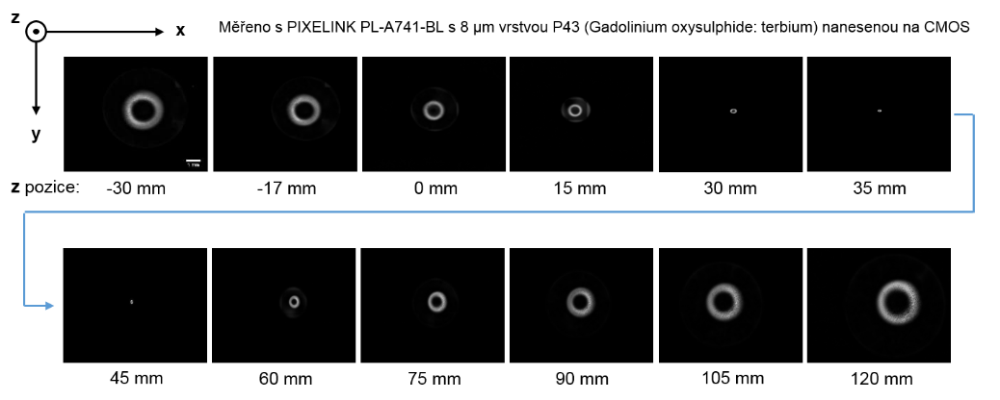 z
x
Měřeno s PIXELINK PL-A741-BL s 8 µm vrstvou P43 (Gadolinium oxysulphide: terbium) nanesenou na CMOS
y
1 mm
z pozice: -30 mm -17 mm 0 mm 15 mm 30 mm 35 mm
45 mm 60 mm 75 mm 90 mm 105 mm 120 mm